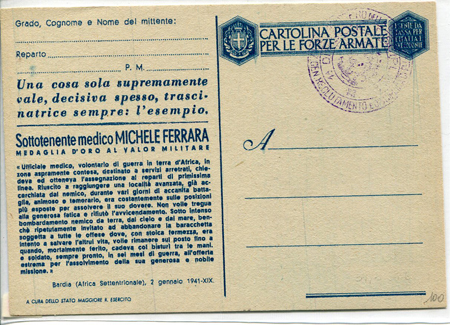 Grado, Cognome e Nome del mittente:
Reparto
P. M.
Una cosa sola supremamente
vale, decisiva spesso, trasci-
natrice sempre: l'esempio.
Sottotenente medico MICHELE FERRARA
MEDAGLIA D'ORO AL VALOR MILITARE
« Ufficiale medico, volontario di guerra in terra d'Africa, in
zona aspramente contesa, destinato a servizi arretrati, chie-
deva ed otteneva l'assegnazione ai reparti di primissima
linea. Riuscito a raggiungere una località avanzata, già ac-
cerchiata dal nemico, durante vari giorni di accanita batta-
glia, animoso e temerario, era costantemente sulle posizioni
più esposte per assolvere il suo dovere. Non volle tregua
alla generosa fatica e rifiutò l'avvicendamento. Sotto intenso
bombardamento nemico da terra, dal cielo e dal mare, ben-
chè ripetutamente invitato ad abbandonare la baracchetta
soggetta a tutte le offese dove, con stoica fermezza, era
intento a salvare l'altrui vita, volle rimanere sul posto fino a
quando, mortalmente ferito, cadeva coi bisturi tra le mani,
e soldato, sempre pronto, in sei mesi di guerra, all'offerta
estrema per l'assolvimento della sua generosa e nobile
missione. »
Bardia (Africa Settentrionale), 2 gennaio 1941-XIX.
A CURA DELLO STATO MAGGIORE R. ESERCITO
CARTOLINA POSTALE
PER LE FORZE ARMATE
A
100